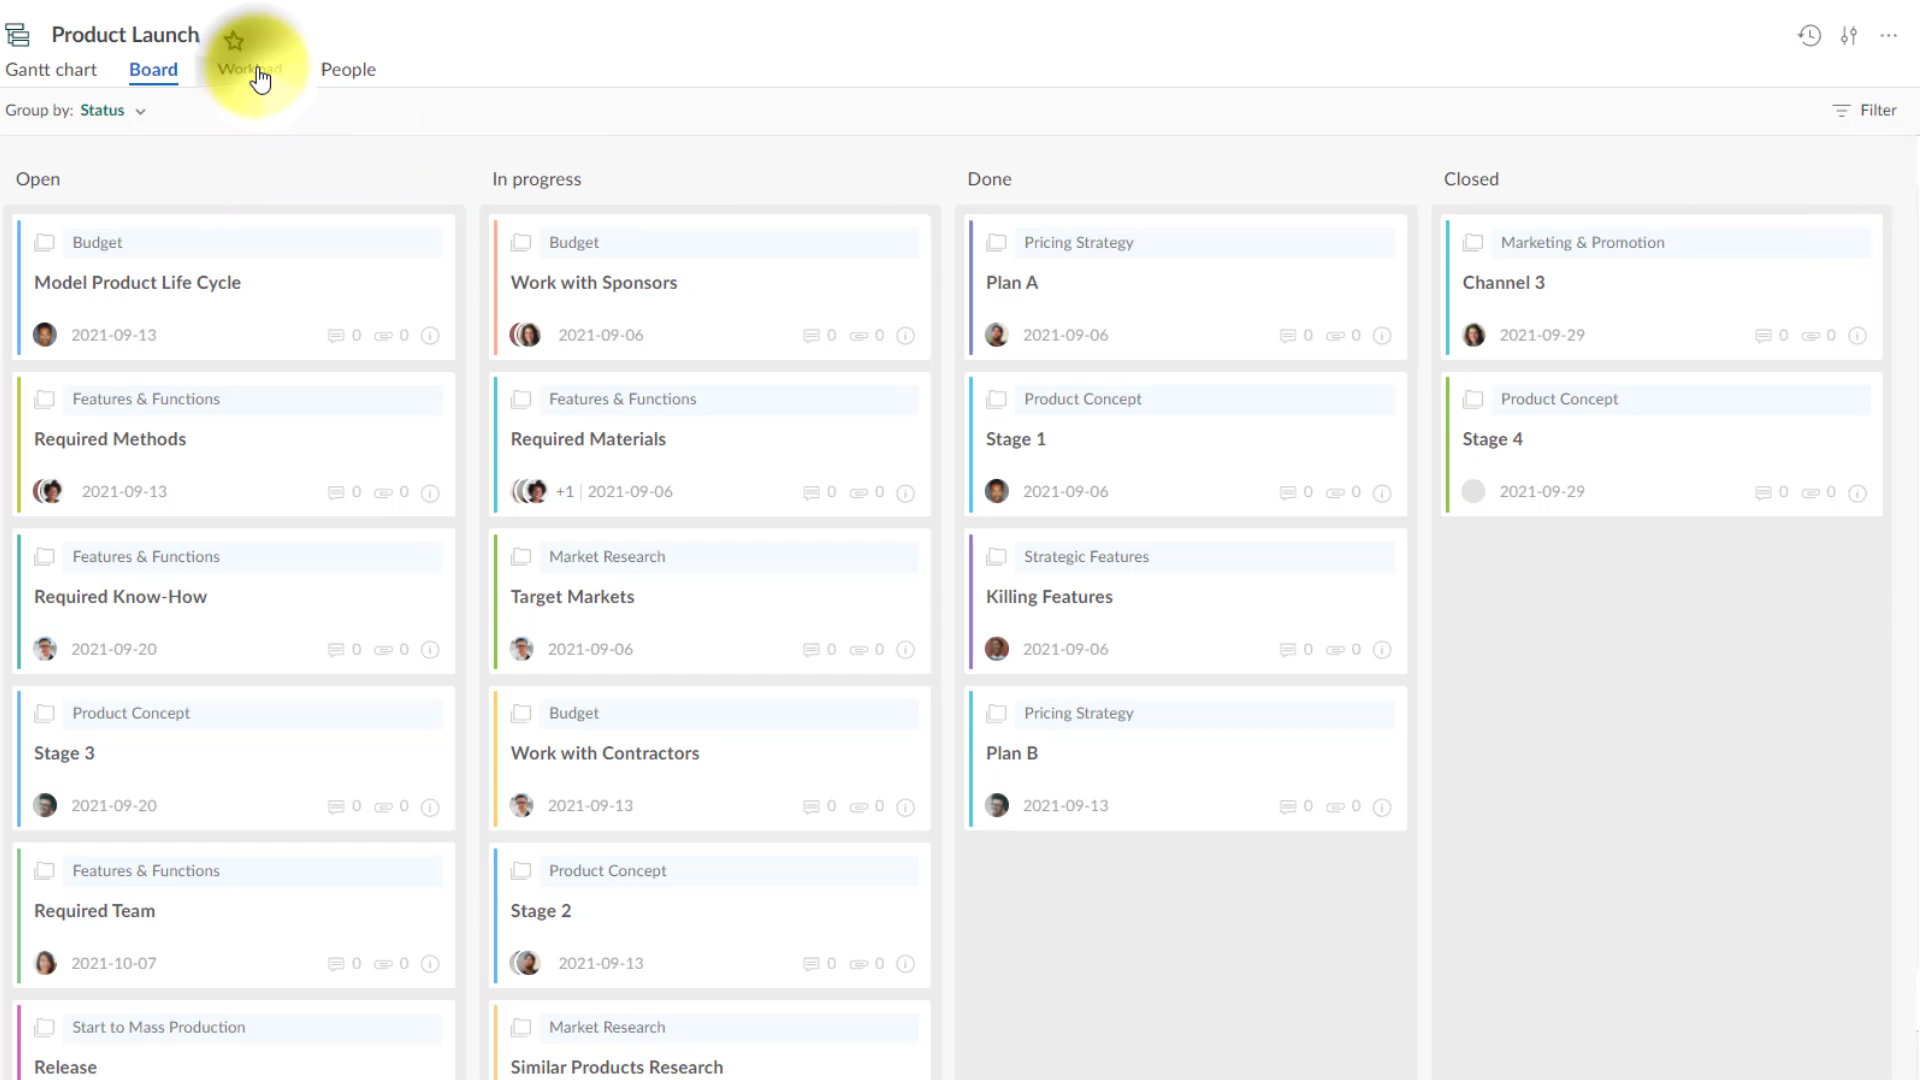 Product Launch
Gantt chart Board Workload People
Group by: Status
Filter
Open
In progress
Done
Closed
Budget
Model Product Life Cycle
2021-09-13 0 0
Features & Functions
Required Methods
2021-09-13 0 0
Features & Functions
Required Know-How
2021-09-20 0 0
Product Concept
Stage 3
2021-09-20 0 0
Features & Functions
Required Team
2021-10-07 0 0
Start to Mass Production
Release
Budget
Work with Sponsors
2021-09-06 0 0
Features & Functions
Required Materials
+1 2021-09-06 0 0
Market Research
Target Markets
2021-09-06 0 0
Budget
Work with Contractors
2021-09-13 0 0
Product Concept
Stage 2
2021-09-13 0 0
Market Research
Similar Products Research
Pricing Strategy
Plan A
2021-09-06 0 0
Product Concept
Stage 1
2021-09-06 0 0
Strategic Features
Killing Features
2021-09-06 0 0
Pricing Strategy
Plan B
2021-09-13 0 0
Marketing & Promotion
Channel 3
2021-09-29 0 0
Product Concept
Stage 4
2021-09-29 0 0